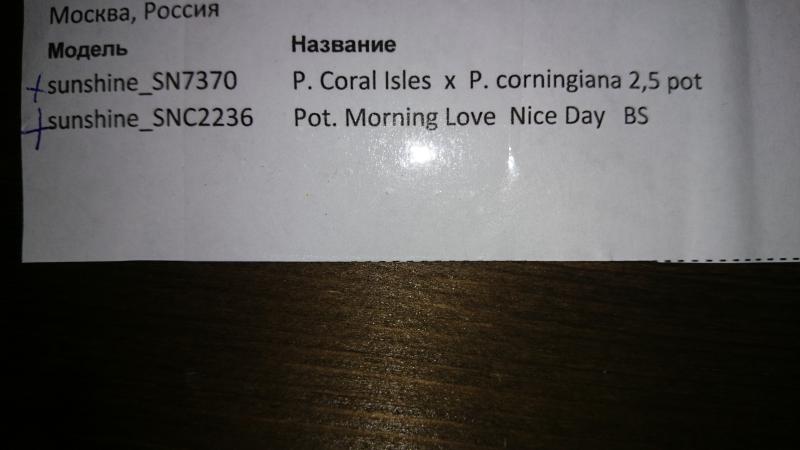 Москва, Россия
Модель Название
sunshine_SN7370 P. Coral Isles x P. corningiana 2,5 pot
sunshine_SNC2236 Pot. Morning Love Nice Day BS